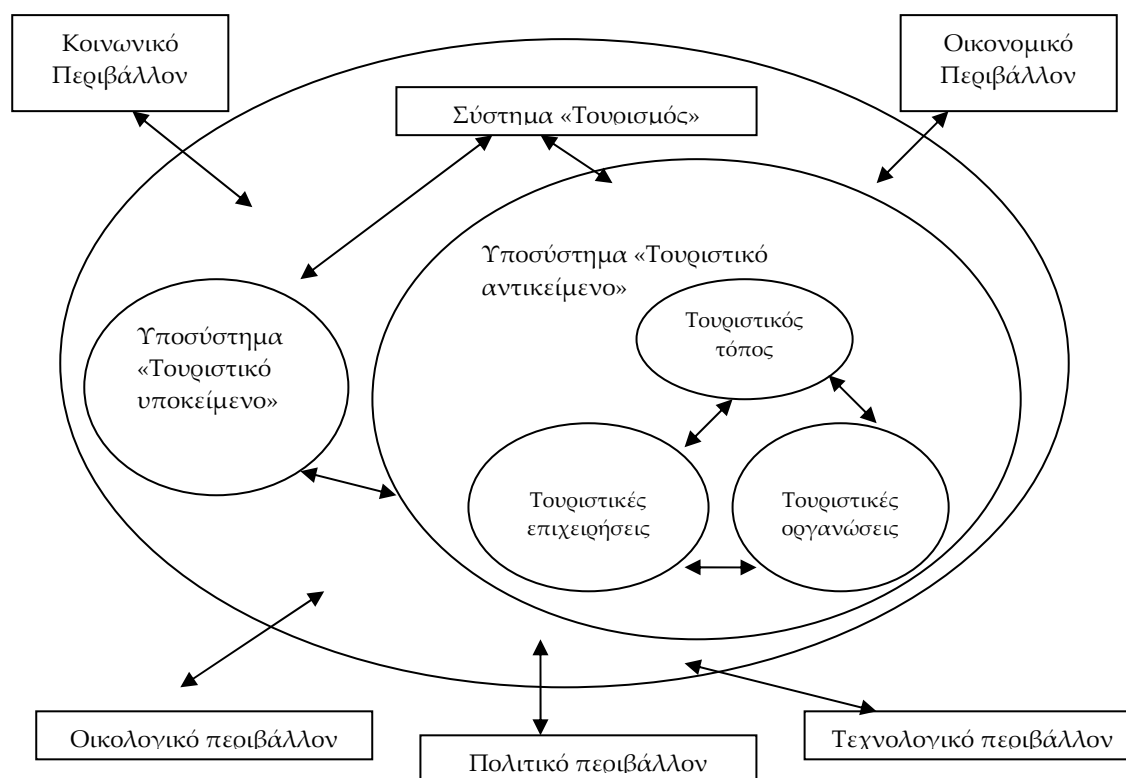 Κοινωνικό
Περιβάλλον
Οικονομικό
Περιβάλλον
Σύστημα «Τουρισμός»
Υποσύστημα «Τουριστικό
αντικείμενο»
Τουριστικός
τόπος
Υποσύστημα
«Τουριστικό
υποκείμενο»
Τουριστικές
επιχειρήσεις
Τουριστικές
οργανώσεις
Οικολογικό περιβάλλον
Πολιτικό περιβάλλον
Τεχνολογικό περιβάλλον